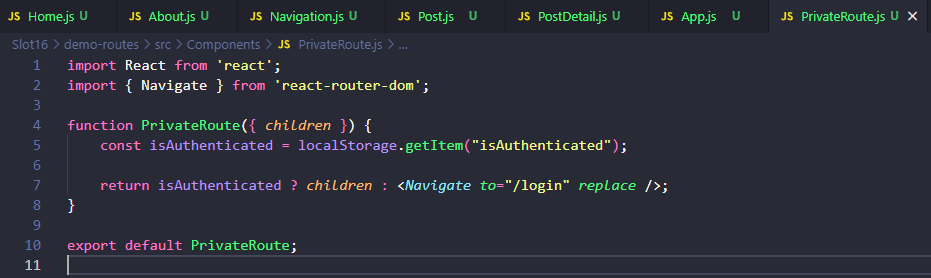 JS Home.js U JS About.js U JS Navigation.js U JS Post.js U JS PostDetail.js U JS App.js U JS PrivateRoute.js U ×
Slot16 > demo-routes > src > Components > JS PrivateRoute.js > ...
1 import React from 'react';
2 import { Navigate } from 'react-router-dom';
3
4 function PrivateRoute({ children }) {
5     const isAuthenticated = localStorage.getItem("isAuthenticated");
6
7     return isAuthenticated ? children : <Navigate to="/login" replace />;
8 }
9
10 export default PrivateRoute;
11